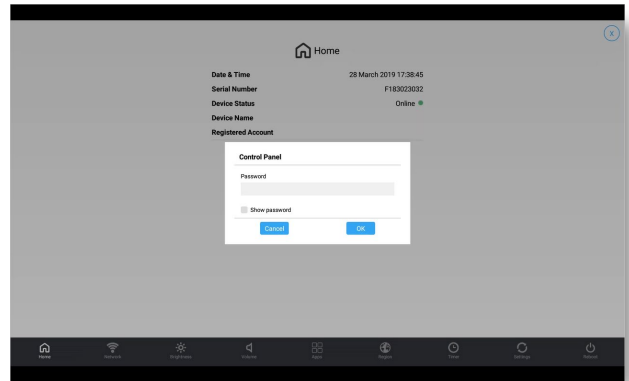 X
Home
Date & Time 28 March 2019 17:38:45
Serial Number F183023032
Device Status Online
Device Name
Registered Account
Control Panel
Password
Show password
Cancel OK
Home Network Brightness Volume Apps Region Timer Settings Reboot